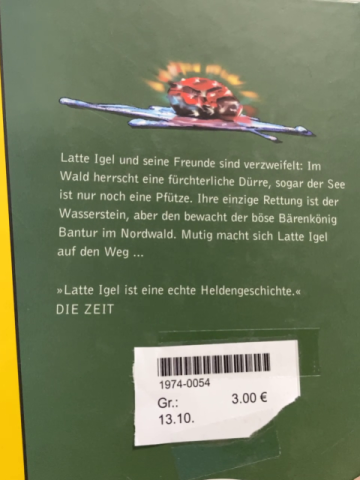 Latte Igel und seine Freunde sind verzweifelt: Im
Wald herrscht eine fürchterliche Dürre, sogar der See
ist nur noch eine Pfütze. Ihre einzige Rettung ist der
Wasserstein, aber den bewacht der böse Bärenkönig
Bantur im Nordwald. Mutig macht sich Latte Igel
auf den Weg ...
»Latte Igel ist eine echte Heldengeschichte.«
DIE ZEIT
1974-0054
Gr.: 3.00 €
13.10.